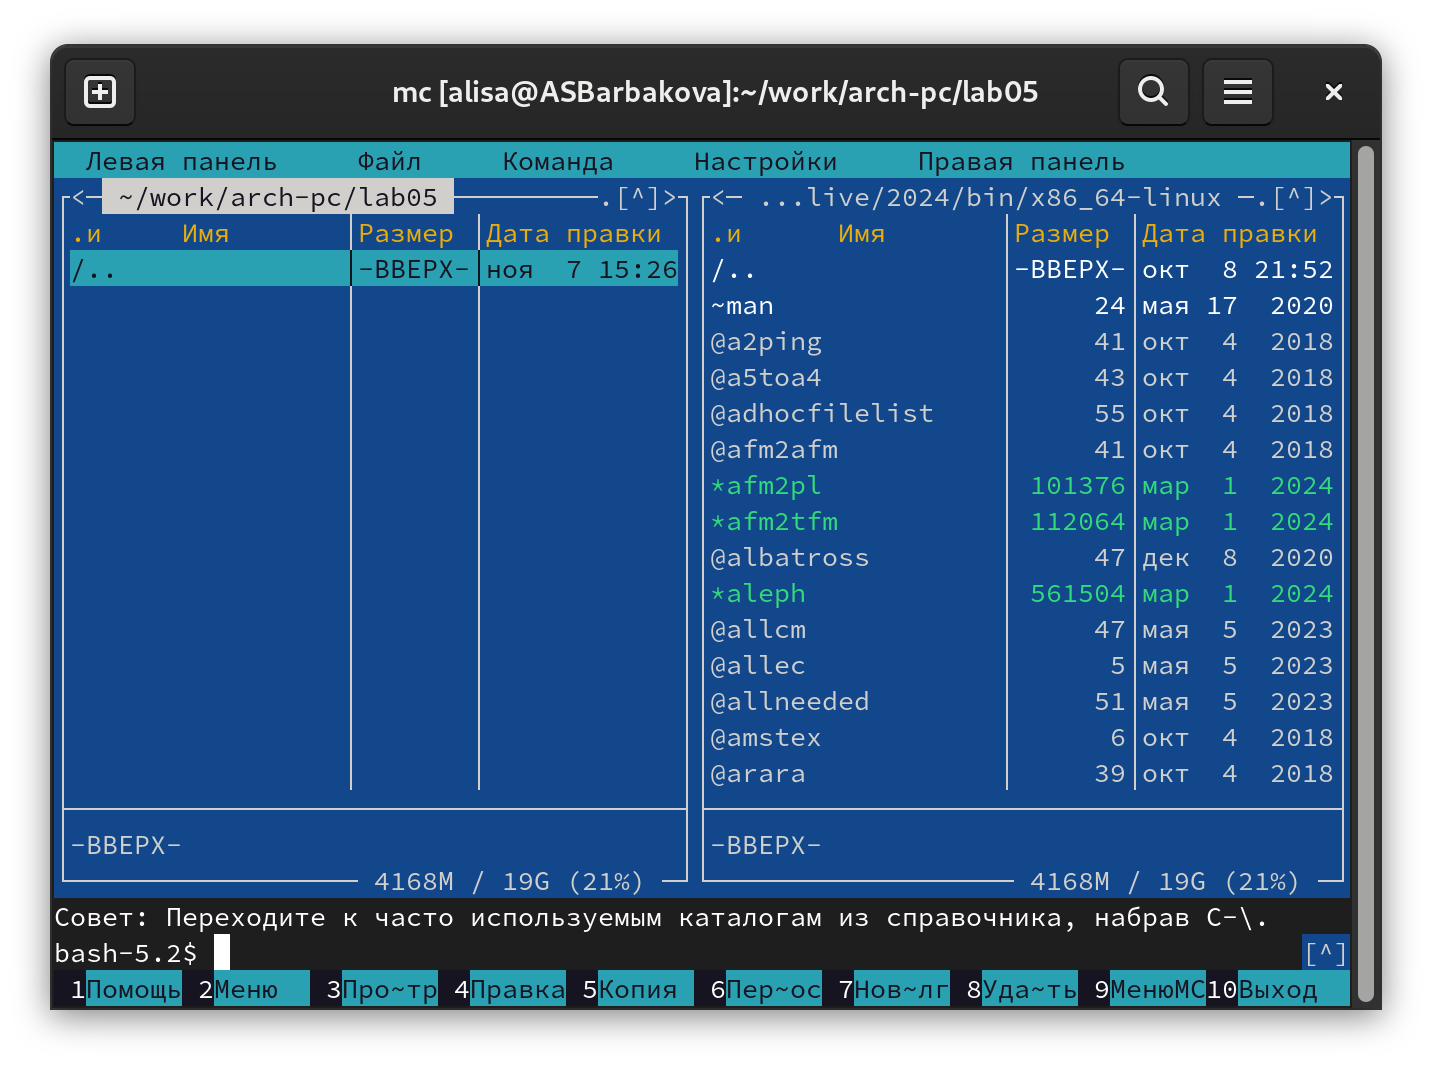 mc [alisa@ASBarbakova]:~/work/arch-pc/lab05
Левая панель Файл Команда Настройки Правая панель
<─ ~/work/arch-pc/lab05 .[^]> <─ ...live/2024/bin/x86_64-linux ─.[^]>
.и Имя Размер Дата правки .и Имя Размер Дата правки
/.. -ВВЕРХ- ноя 7 15:26 /.. -ВВЕРХ- окт 8 21:52
~man 24 мая 17 2020
@a2ping 41 окт 4 2018
@a5toa4 43 окт 4 2018
@adhocfilelist 55 окт 4 2018
@afm2afm 41 окт 4 2018
*afm2pl 101376 мар 1 2024
*afm2tfm 112064 мар 1 2024
@albatross 47 дек 8 2020
*aleph 561504 мар 1 2024
@allcm 47 мая 5 2023
@allec 5 мая 5 2023
@allneeded 51 мая 5 2023
@amstex 6 окт 4 2018
@arara 39 окт 4 2018
-ВВЕРХ- -ВВЕРХ-
4168M / 19G (21%) 4168M / 19G (21%)
Совет: Переходите к часто используемым каталогам из справочника, набрав C-\.
bash-5.2$ [^]
1Помощь 2Меню 3Про~тр 4Правка 5Копия 6Пер~ос 7Нов~лг 8Уда~ть 9МенюMC 10Выход